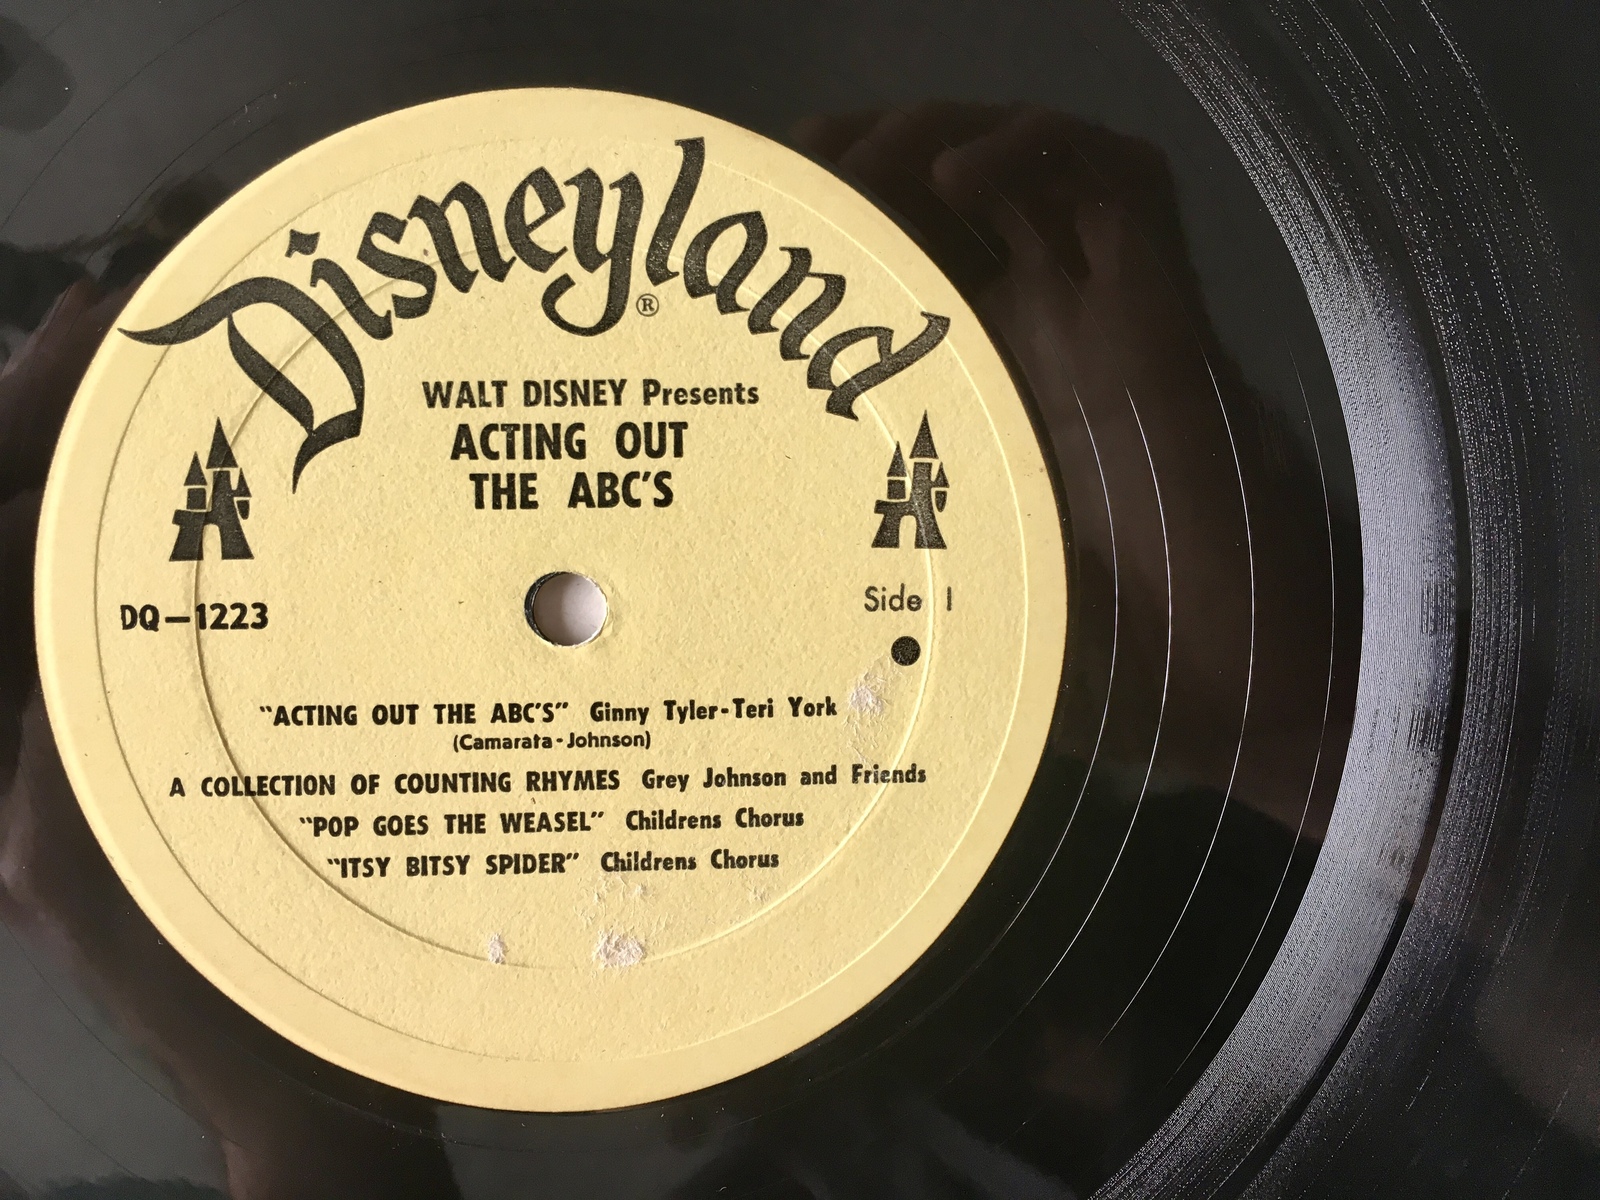 Disneyland®
WALT DISNEY Presents
ACTING OUT
THE ABC'S
DQ-1223
Side 1
"ACTING OUT THE ABC'S" Ginny Tyler-Teri York
(Camarata-Johnson)
A COLLECTION OF COUNTING RHYMES Grey Johnson and Friends
"POP GOES THE WEASEL" Childrens Chorus
"ITSY BITSY SPIDER" Childrens Chorus